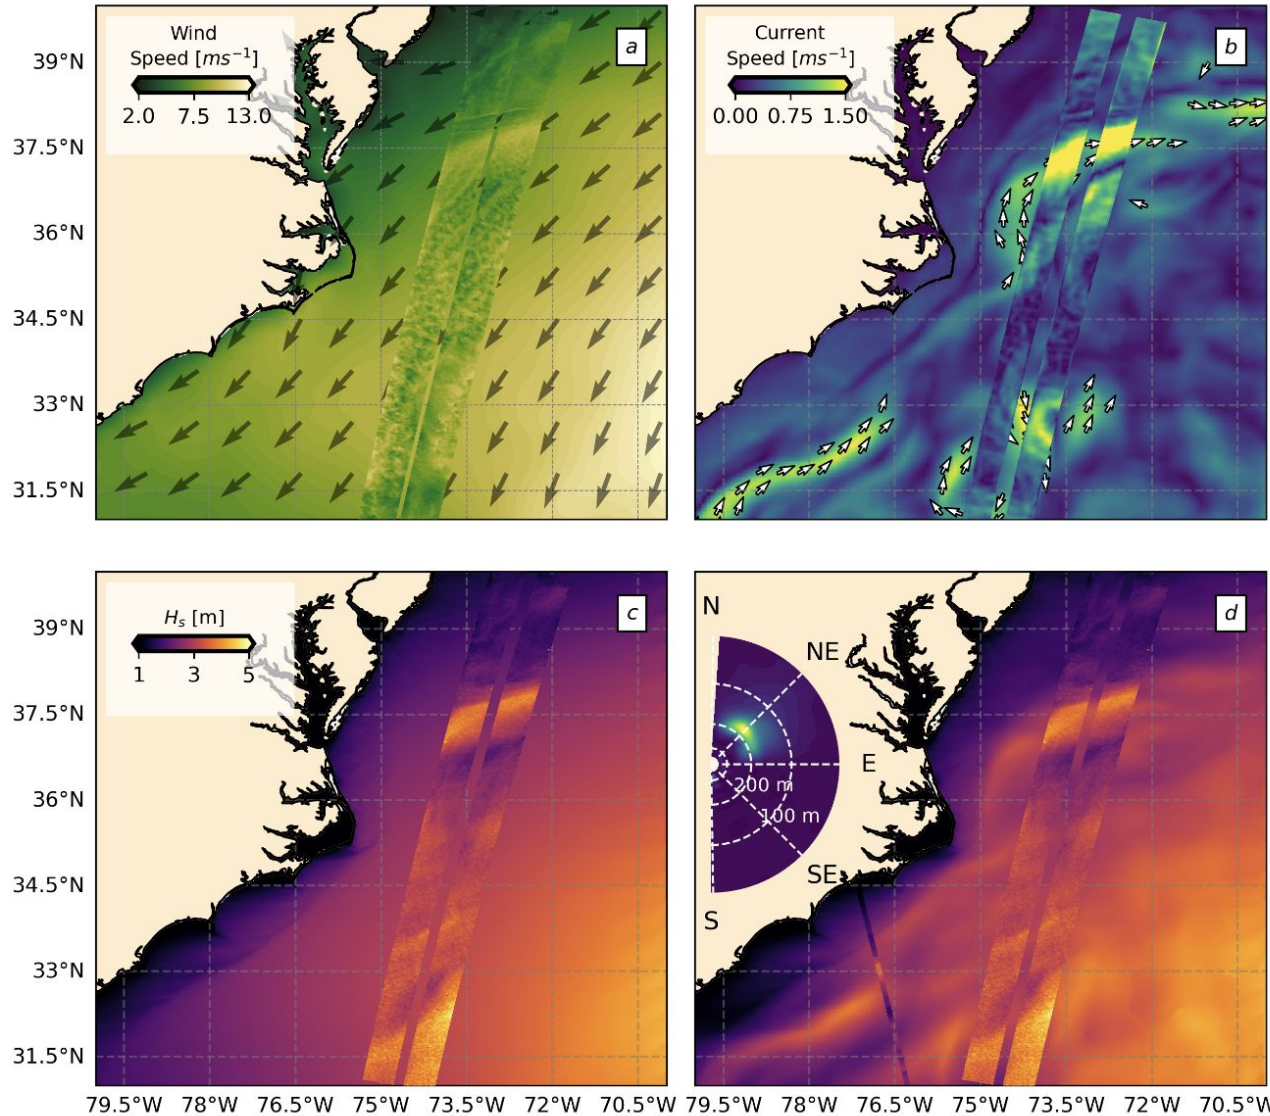 Wind
Speed [ms⁻¹]
2.0 7.5 13.0
a
39°N
37.5°N
36°N
34.5°N
33°N
31.5°N
Current
Speed [ms⁻¹]
0.00 0.75 1.50
b
Hₛ [m]
1 3 5
c
39°N
37.5°N
36°N
34.5°N
33°N
31.5°N
79.5°W 78°W 76.5°W 75°W 73.5°W 72°W 70.5°W
N
NE
E
200 m
100 m
SE
S
d
79.5°W 78°W 76.5°W 75°W 73.5°W 72°W 70.5°W